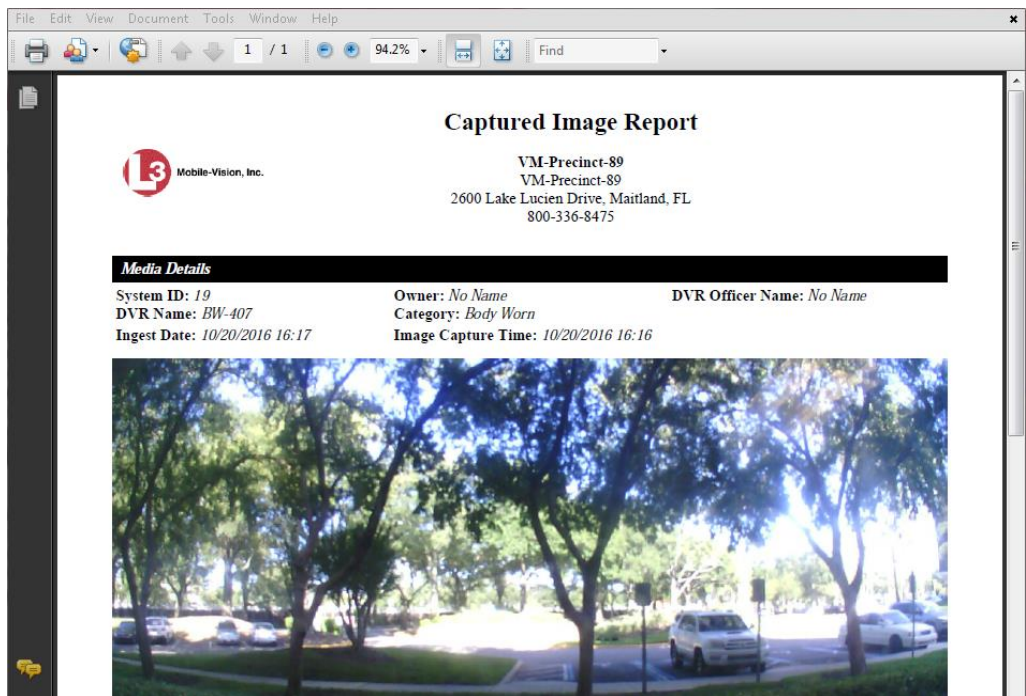 File Edit View Document Tools Window Help
1 / 1 94.2% Find
Captured Image Report
L3 Mobile-Vision, Inc.
VM-Precinct-89
VM-Precinct-89
2600 Lake Lucien Drive, Maitland, FL
800-336-8475
Media Details
System ID: 19 Owner: No Name DVR Officer Name: No Name
DVR Name: BW-407 Category: Body Worn
Ingest Date: 10/20/2016 16:17 Image Capture Time: 10/20/2016 16:16